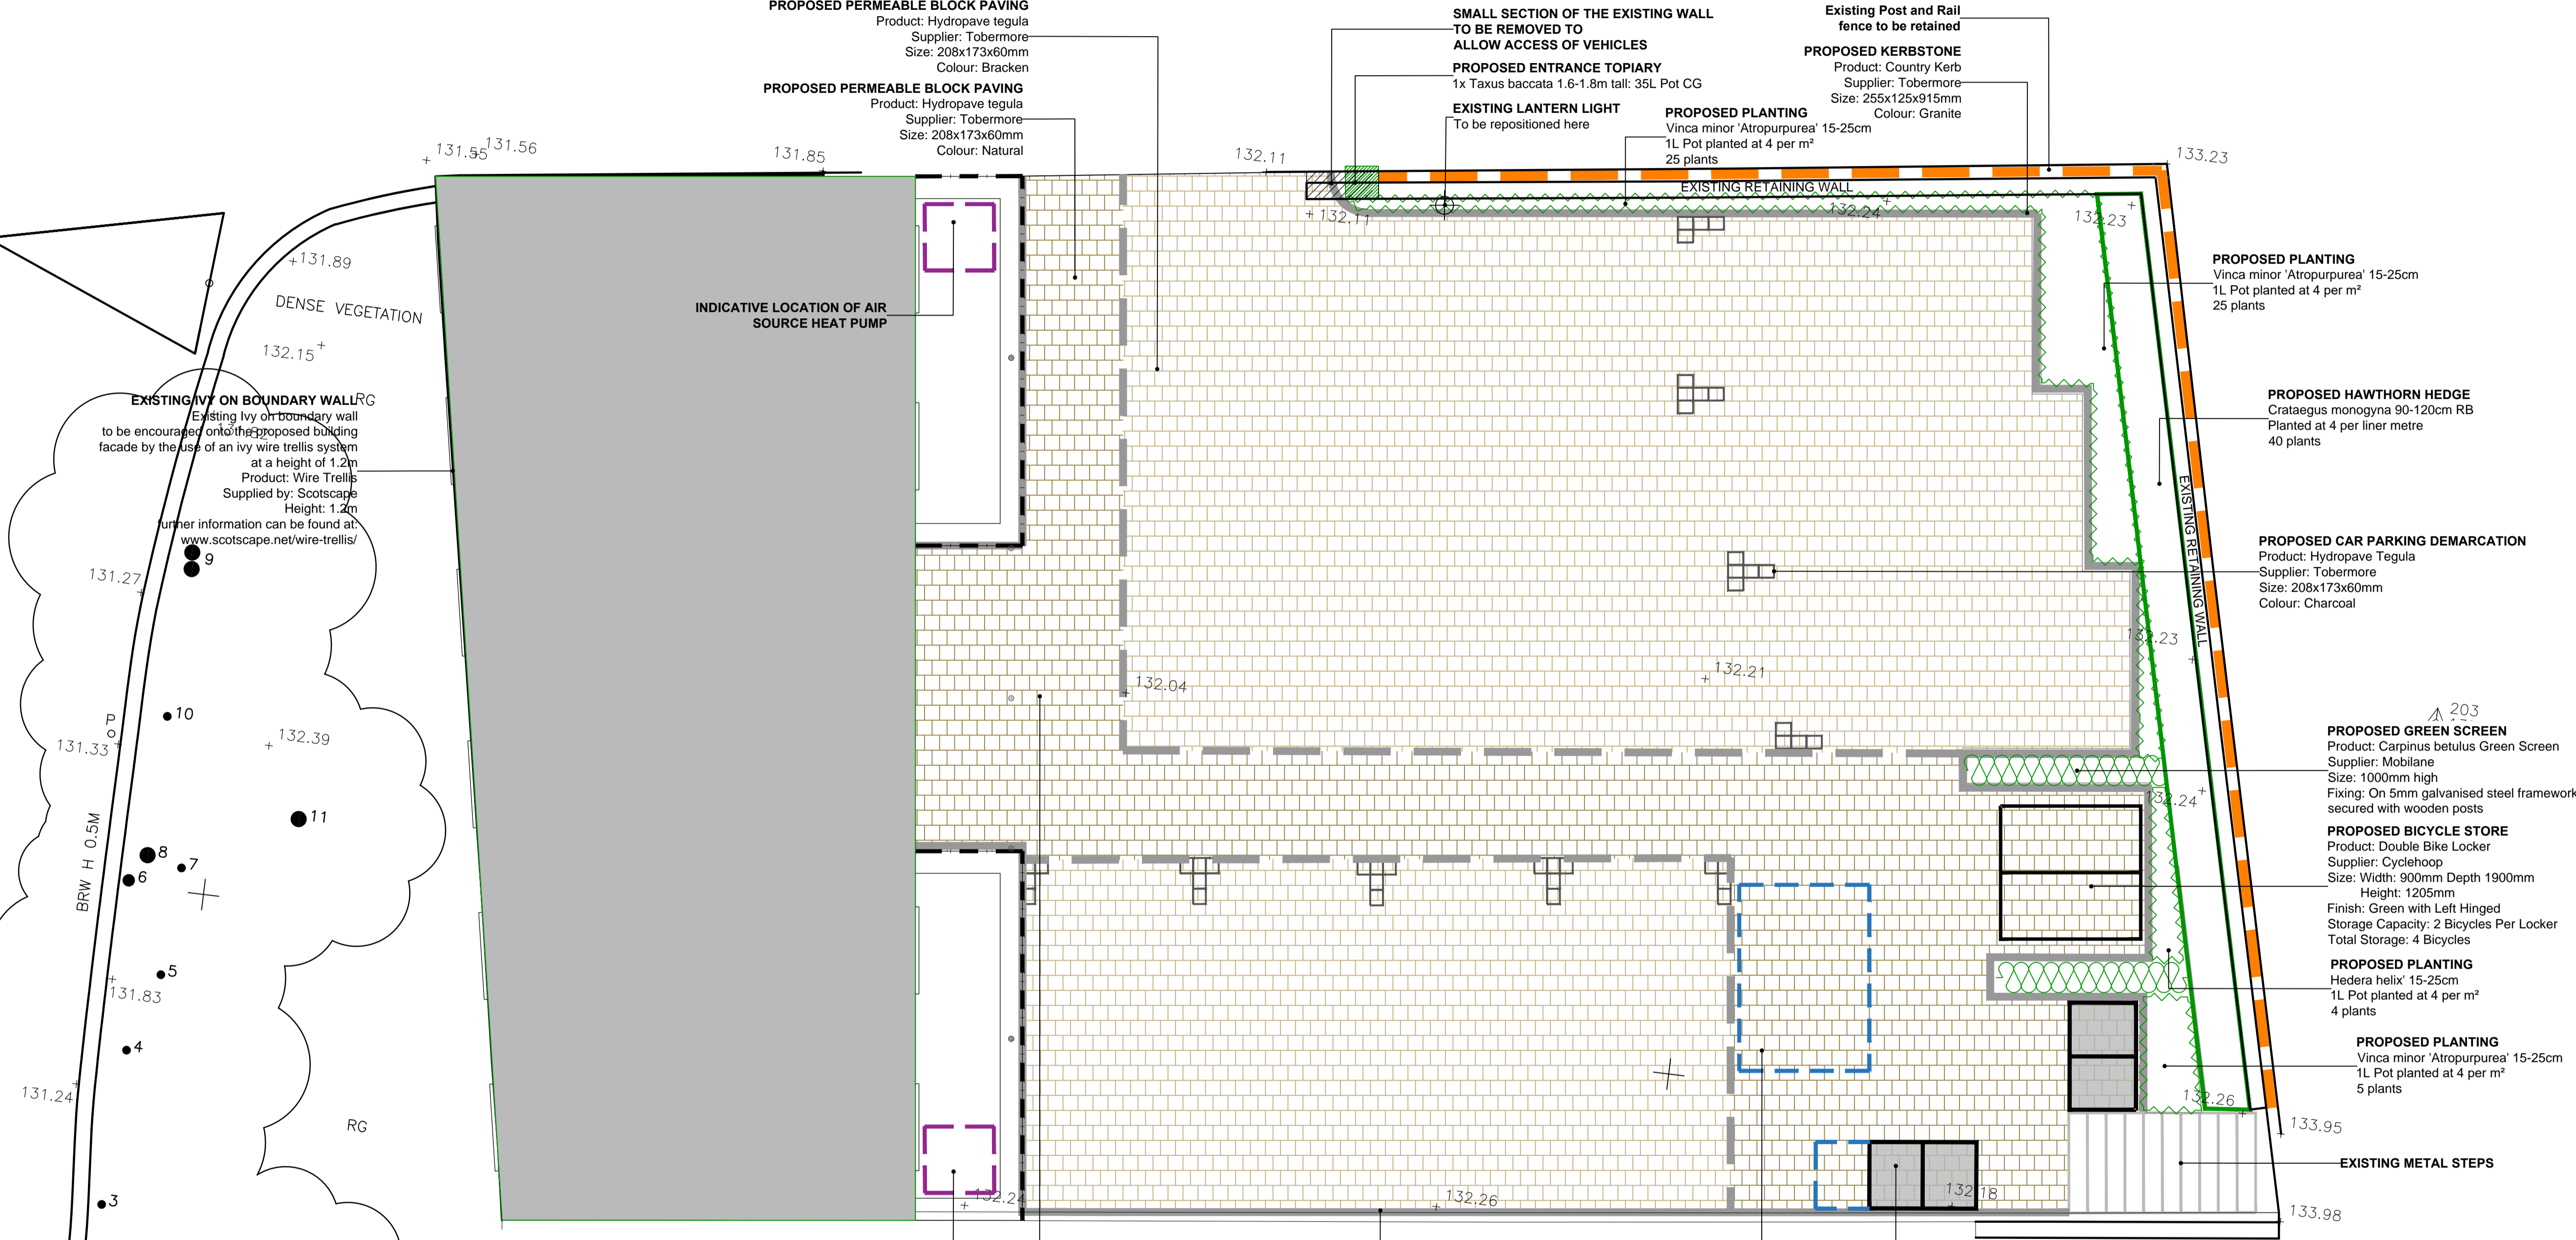 PROPOSED PERMEABLE BLOCK PAVING
Product: Hydropave tegula
Supplier: Tobermore
Size: 208x173x60mm
Colour: Bracken
PROPOSED PERMEABLE BLOCK PAVING
Product: Hydropave tegula
Supplier: Tobermore
Size: 208x173x60mm
Colour: Natural
SMALL SECTION OF THE EXISTING WALL
TO BE REMOVED TO
ALLOW ACCESS OF VEHICLES
PROPOSED ENTRANCE TOPIARY
1x Taxus baccata 1.6-1.8m tall: 35L Pot CG
EXISTING LANTERN LIGHT
To be repositioned here
PROPOSED PLANTING
Vinca minor 'Atropurpurea' 15-25cm
1L Pot planted at 4 per m²
25 plants
Existing Post and Rail
fence to be retained
PROPOSED KERBSTONE
Product: Country Kerb
Supplier: Tobermore
Size: 255x125x915mm
Colour: Granite
131.55
131.56
131.85
132.11
133.23
EXISTING RETAINING WALL
132.11
132.24
132.23
131.89
DENSE VEGETATION
132.15
INDICATIVE LOCATION OF AIR
SOURCE HEAT PUMP
PROPOSED PLANTING
Vinca minor 'Atropurpurea' 15-25cm
1L Pot planted at 4 per m²
25 plants
RG
EXISTING IVY ON BOUNDARY WALL
Existing Ivy on boundary wall
to be encouraged onto the proposed building
facade by the use of an ivy wire trellis system
at a height of 1.2m
Product: Wire Trellis
Supplied by: Scotscape
Height: 1.2m
further information can be found at:
www.scotscape.net/wire-trellis/
PROPOSED HAWTHORN HEDGE
Crataegus monogyna 90-120cm RB
Planted at 4 per liner metre
40 plants
EXISTING RETAINING WALL
9
131.27
PROPOSED CAR PARKING DEMARCATION
Product: Hydropave Tegula
Supplier: Tobermore
Size: 208x173x60mm
Colour: Charcoal
132.23
132.04
132.21
10
P
131.33
132.39
203
PROPOSED GREEN SCREEN
Product: Carpinus betulus Green Screen
Supplier: Mobilane
Size: 1000mm high
Fixing: On 5mm galvanised steel framework
secured with wooden posts
132.24
11
BRW H 0.5M
8
7
6
PROPOSED BICYCLE STORE
Product: Double Bike Locker
Supplier: Cyclehoop
Size: Width: 900mm Depth 1900mm
Height: 1205mm
Finish: Green with Left Hinged
Storage Capacity: 2 Bicycles Per Locker
Total Storage: 4 Bicycles
5
131.83
PROPOSED PLANTING
Hedera helix' 15-25cm
1L Pot planted at 4 per m²
4 plants
4
131.24
PROPOSED PLANTING
Vinca minor 'Atropurpurea' 15-25cm
1L Pot planted at 4 per m²
5 plants
132.26
RG
133.95
EXISTING METAL STEPS
3
132.24
132.26
132.18
133.98